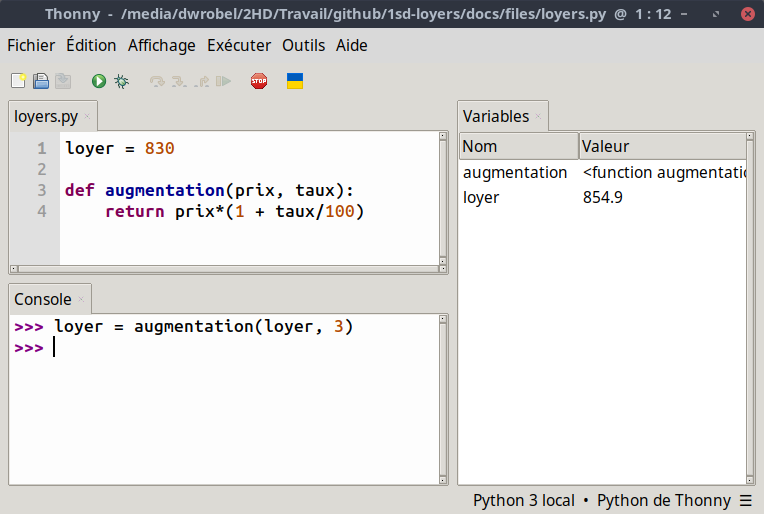 Thonny - /media/dwrobel/2HD/Travail/github/1sd-loyers/docs/files/loyers.py @ 1 : 12
Fichier Édition Affichage Exécuter Outils Aide
STOP
loyers.py
1 loyer = 830
2
3 def augmentation(prix, taux):
4     return prix*(1 + taux/100)
Console
>>> loyer = augmentation(loyer, 3)
>>>
Variables
Nom Valeur
augmentation <function augmentatic
loyer 854.9
Python 3 local • Python de Thonny ☰